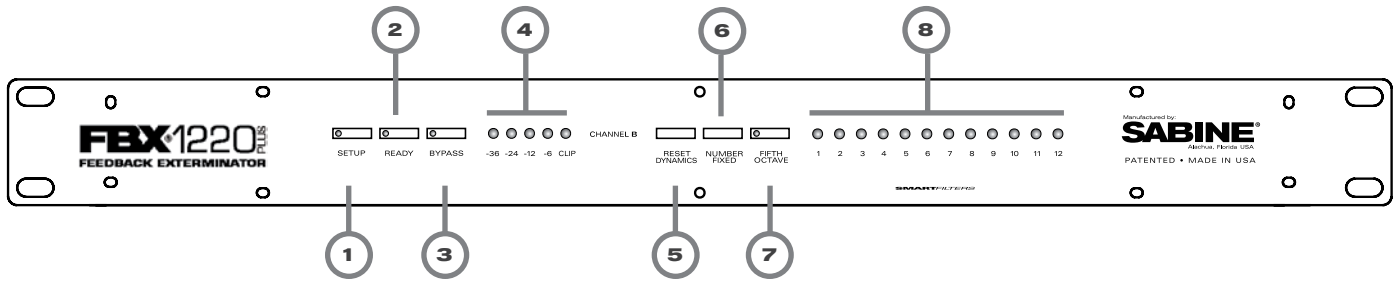 2
4
6
8
FBX®1220 PLUS
FEEDBACK EXTERMINATOR
SETUP
READY
BYPASS
-36 -24 -12 -6 CLIP
CHANNEL B
RESET DYNAMICS
NUMBER FIXED
FIFTH OCTAVE
1 2 3 4 5 6 7 8 9 10 11 12
SMARTFILTERS
Manufactured by:
SABINE®
Alachua, Florida USA
PATENTED • MADE IN USA
1
3
5
7